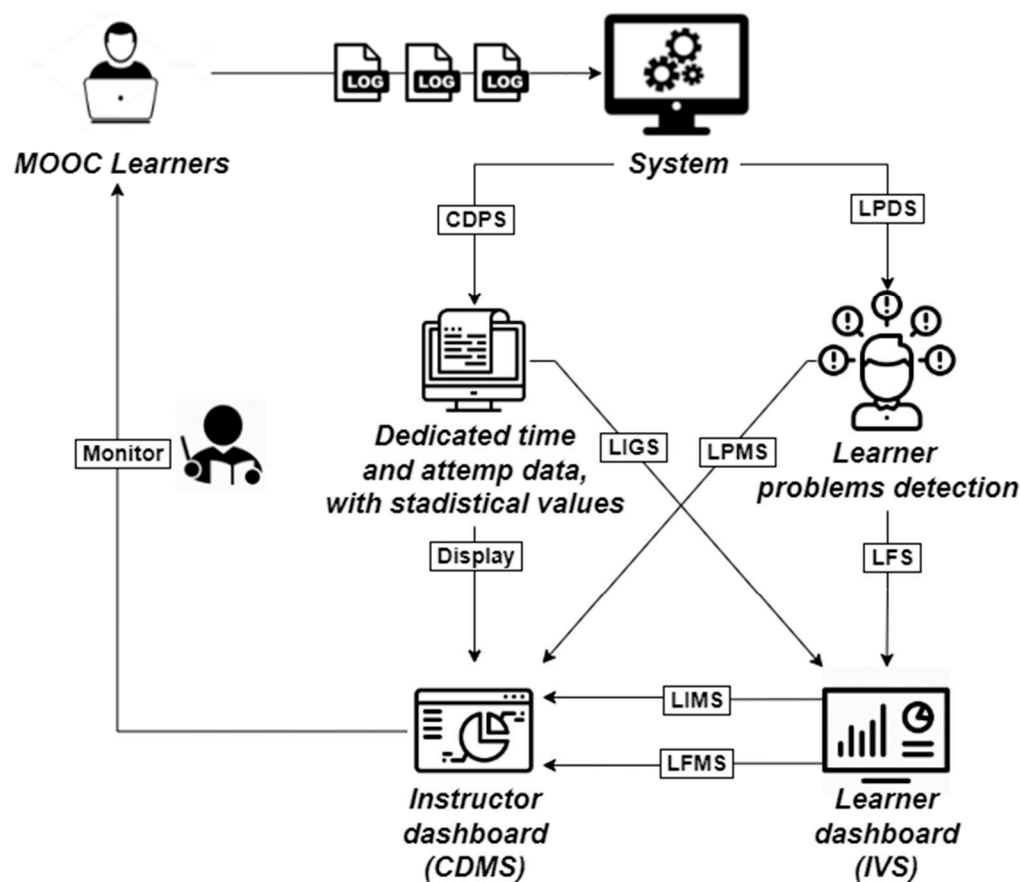 LOG LOG LOG
MOOC Learners
System
CDPS
LPDS
Dedicated time
and attemp data,
with stadistical values
LIGS
LPMS
Learner
problems detection
Monitor
Display
LFS
LIMS
LFMS
Instructor
dashboard
(CDMS)
Learner
dashboard
(IVS)